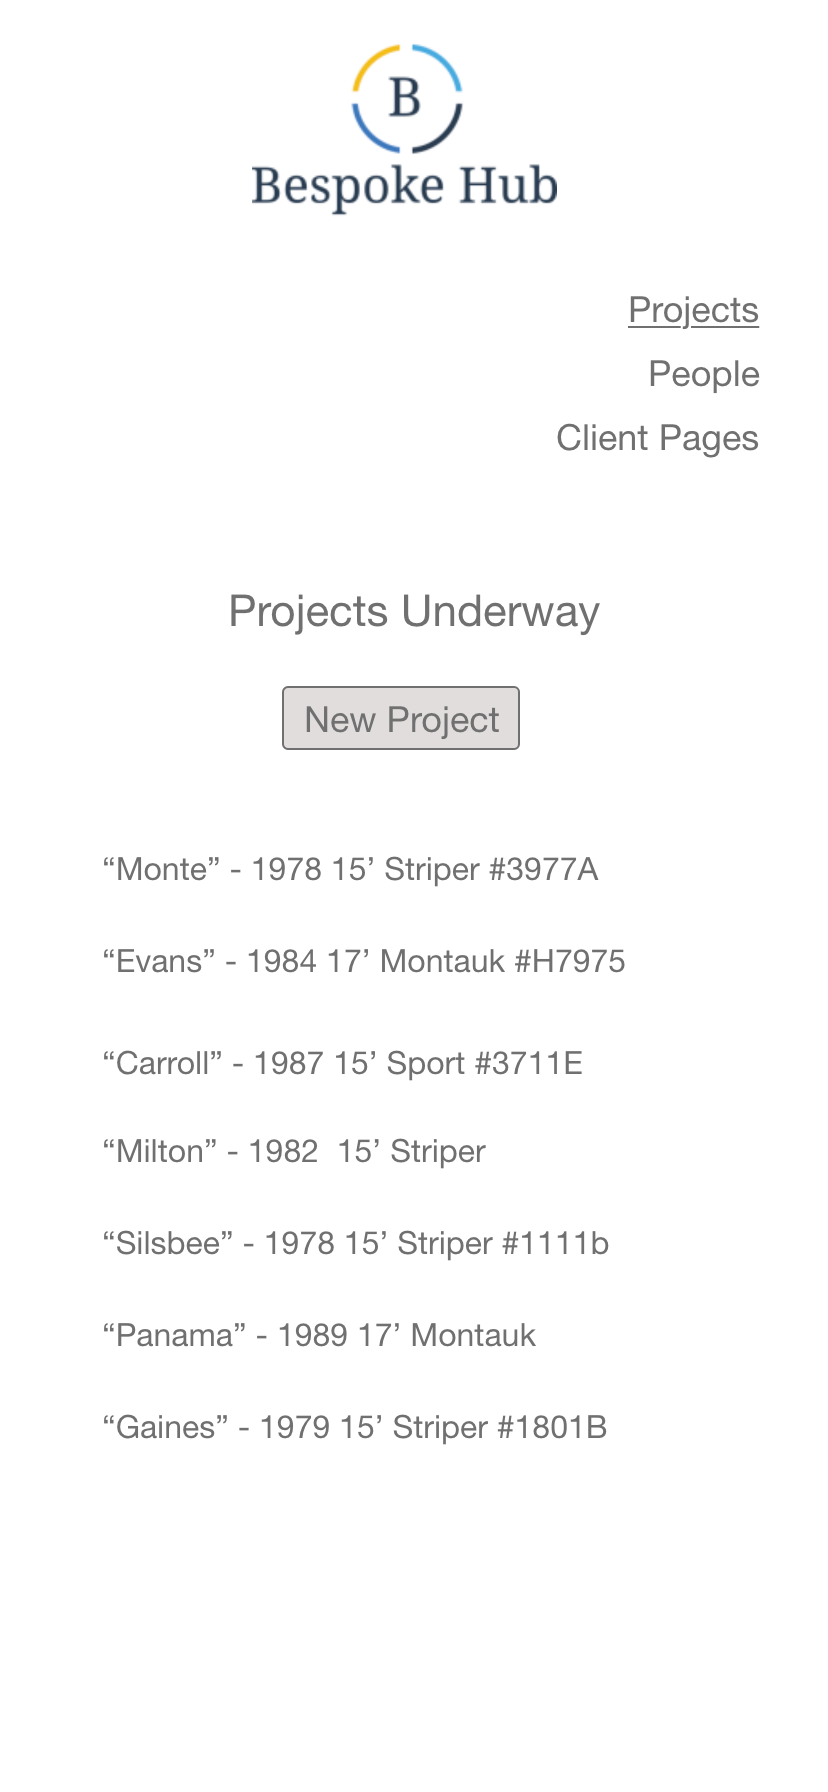 B
Bespoke Hub
Projects
People
Client Pages
Projects Underway
New Project
“Monte” - 1978 15’ Striper #3977A
“Evans” - 1984 17’ Montauk #H7975
“Carroll” - 1987 15’ Sport #3711E
“Milton” - 1982  15’ Striper
“Silsbee” - 1978 15’ Striper #1111b
“Panama” - 1989 17’ Montauk
“Gaines” - 1979 15’ Striper #1801B